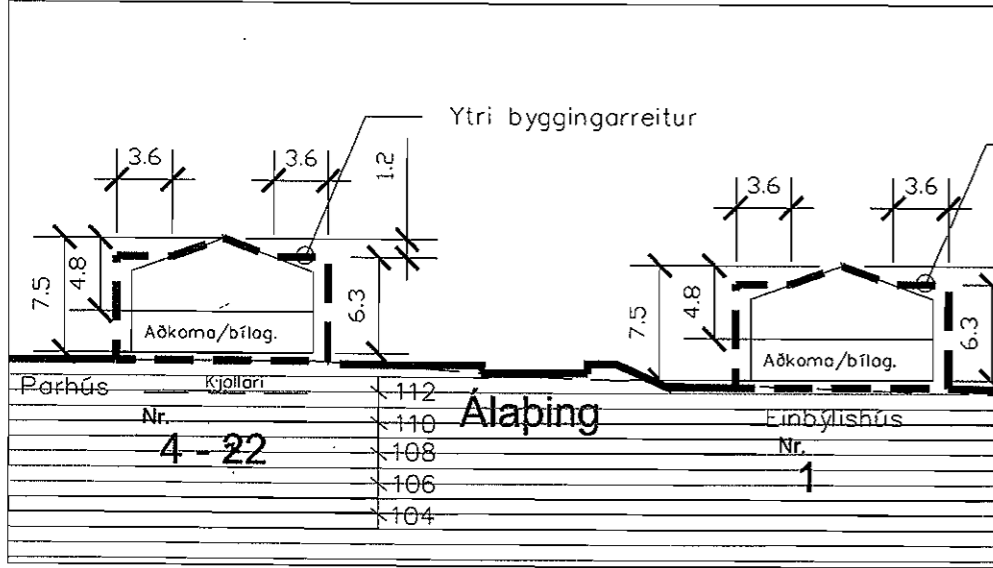 Ytri byggingarreitur
3.6 3.6 1.2 3.6 3.6
7.5 4.8 6.3 7.5 4.8 6.3
Aðkoma/bílag. Aðkoma/bílag.
Parhús Kjallari 112 Álaþing Einbýlishús
Nr. 110 Nr.
4 - 22 108 1
106
104